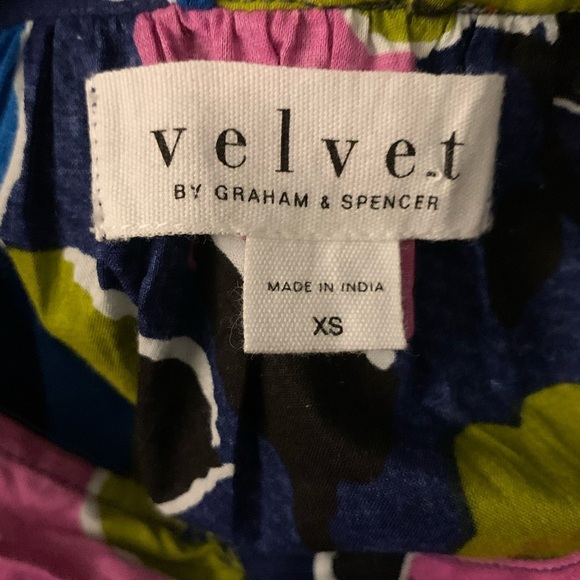 velvet
BY GRAHAM & SPENCER
MADE IN INDIA
XS